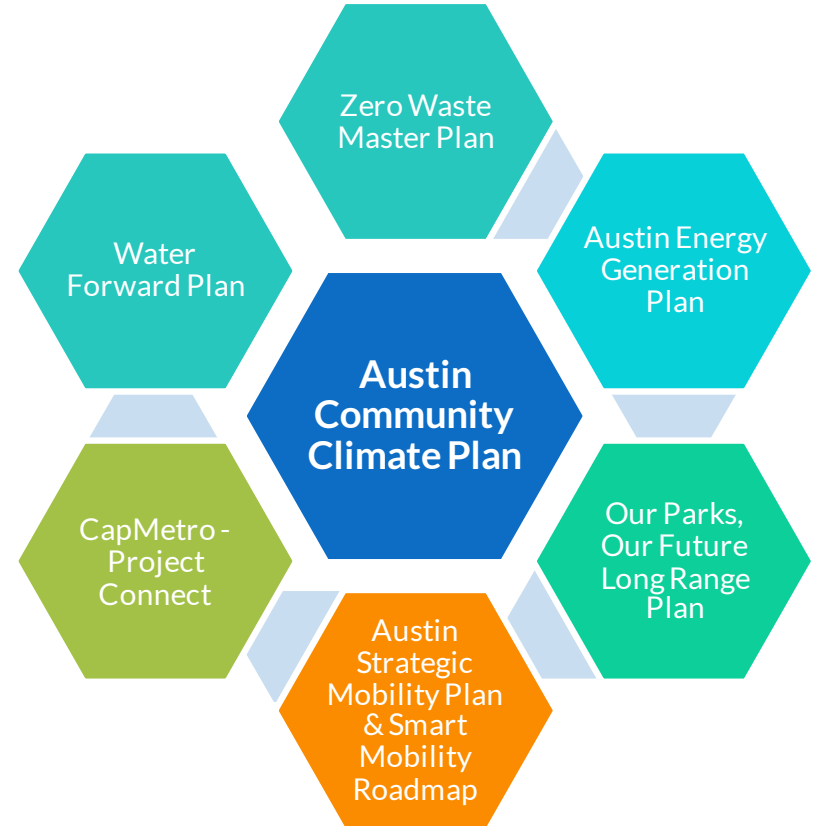 Zero Waste
Master Plan
Austin Energy
Generation
Plan
Water
Forward Plan
Austin
Community
Climate Plan
Our Parks,
Our Future
Long Range
Plan
CapMetro -
Project
Connect
Austin
Strategic
Mobility Plan
& Smart
Mobility
Roadmap